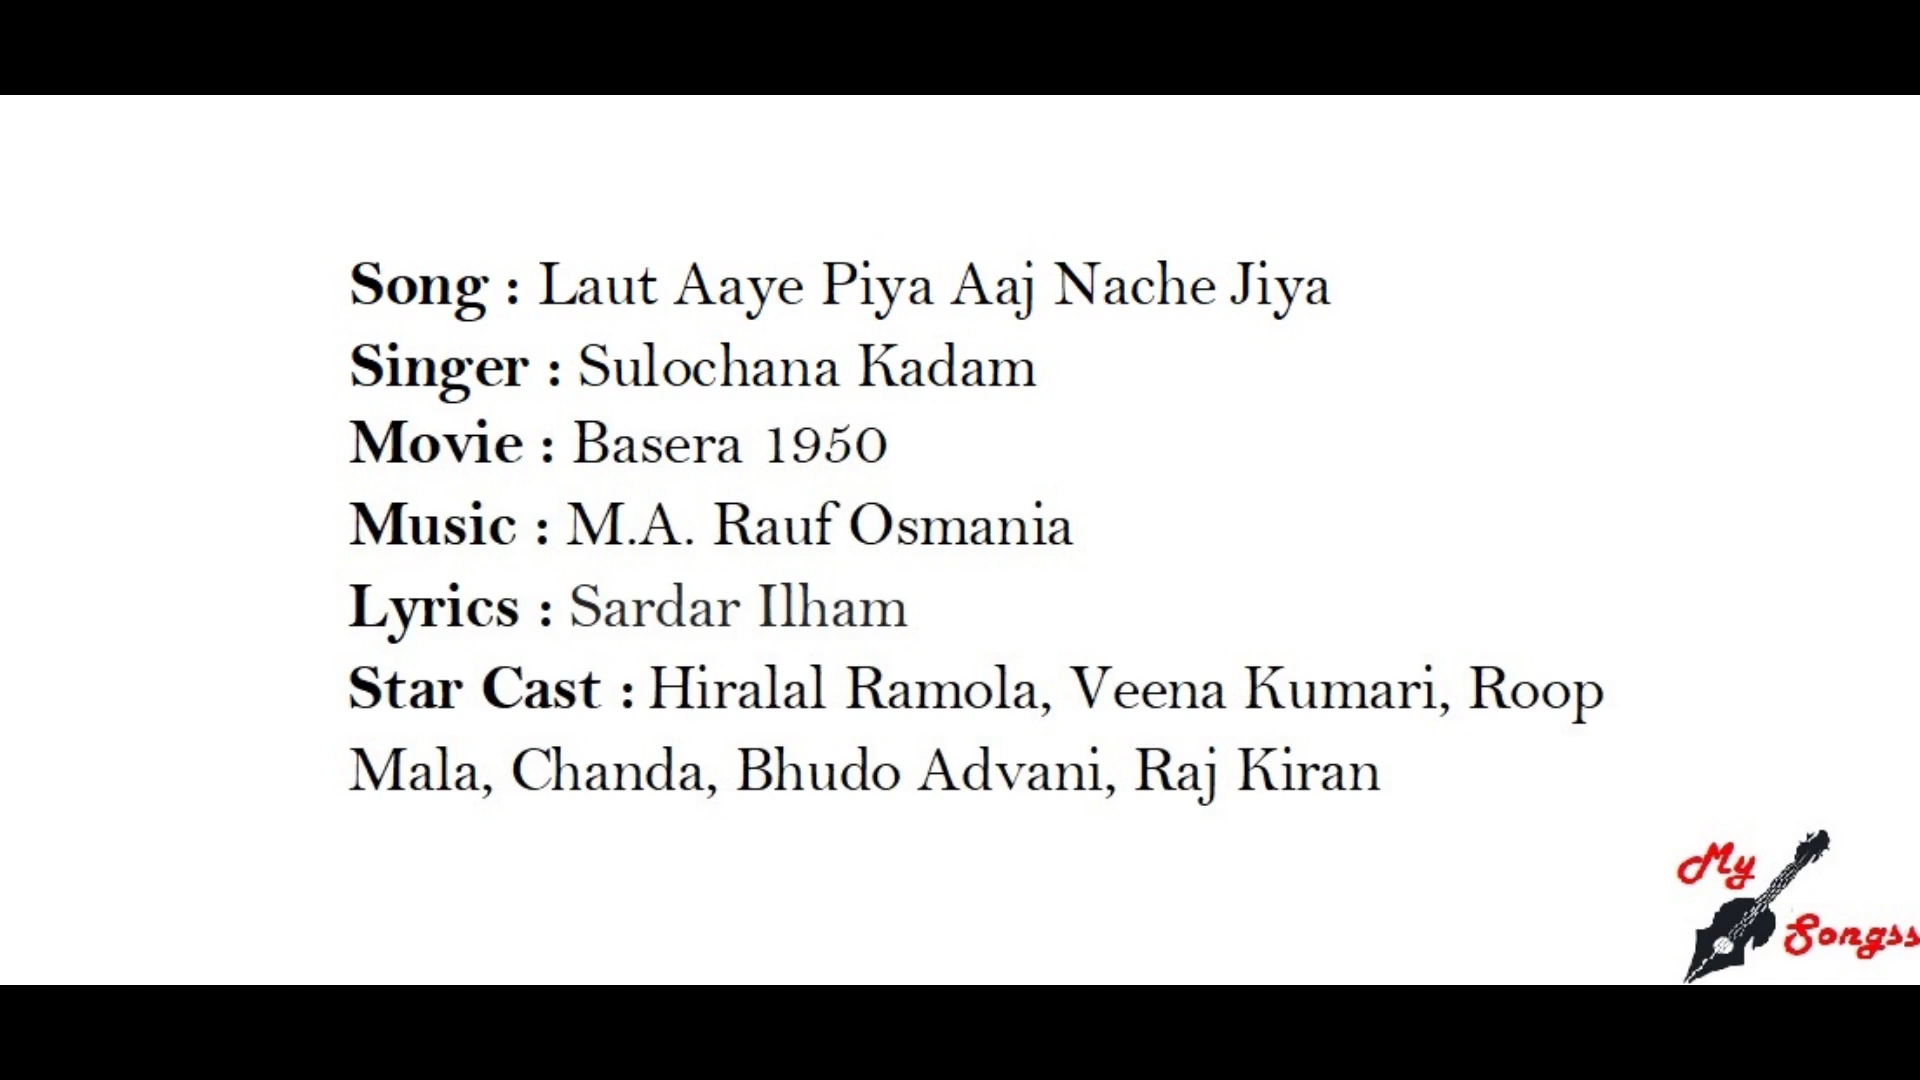 Song : Laut Aaye Piya Aaj Nache Jiya
Singer : Sulochana Kadam
Movie : Basera 1950
Music : M.A. Rauf Osmania
Lyrics : Sardar Ilham
Star Cast : Hiralal Ramola, Veena Kumari, Roop
Mala, Chanda, Bhudo Advani, Raj Kiran
My
Songss